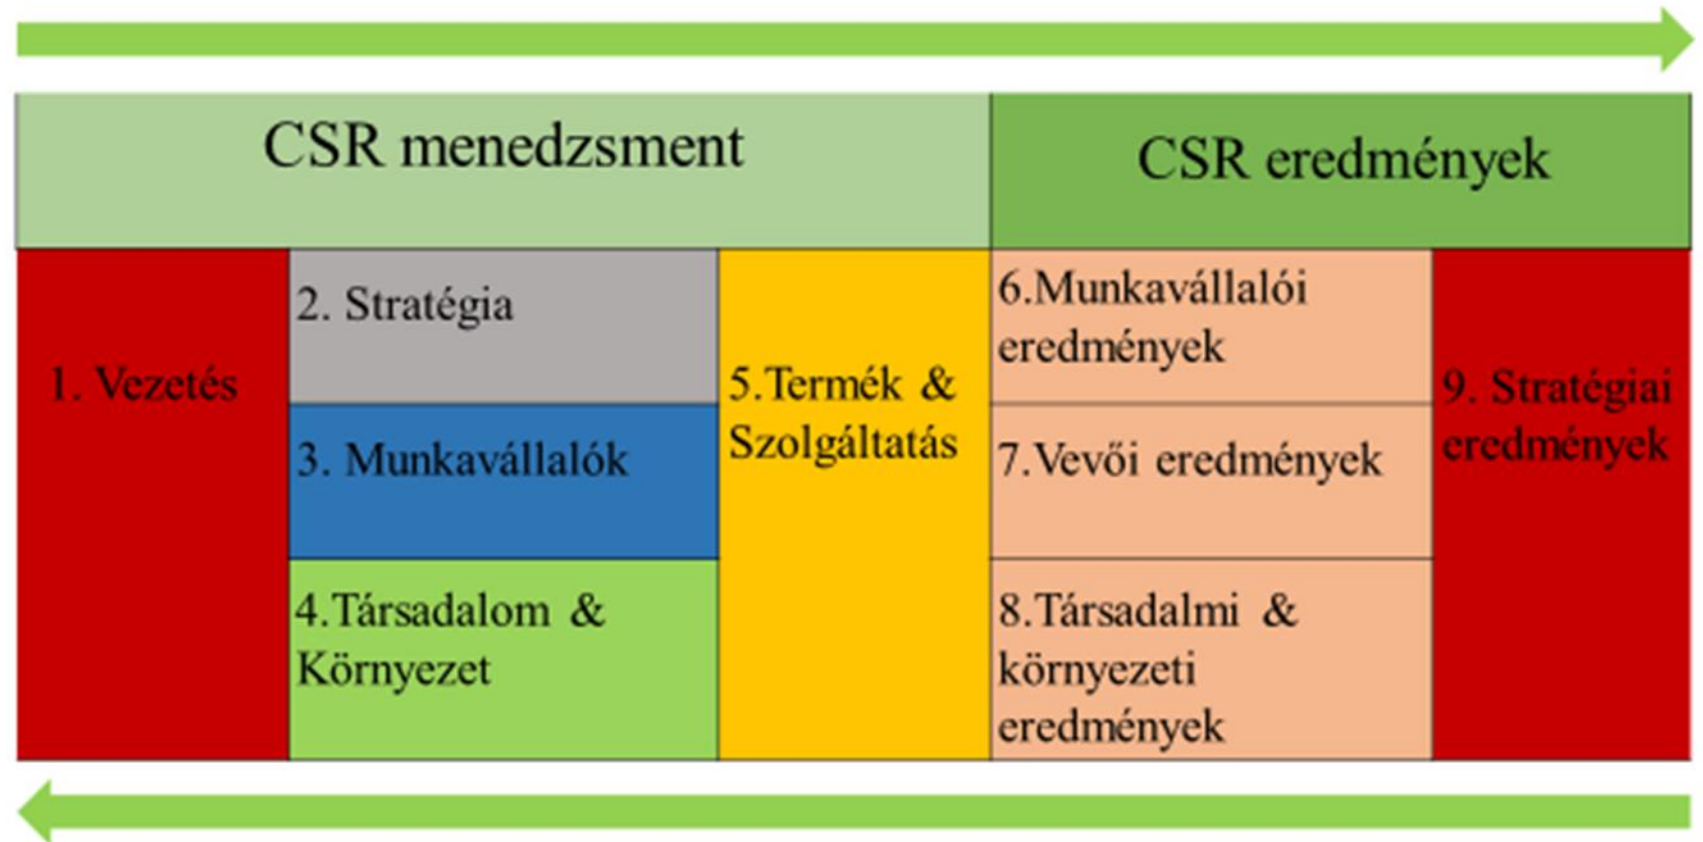 CSR menedzsment
CSR eredmények
1. Vezetés
2. Stratégia
3. Munkavállalók
4.Társadalom &
Környezet
5.Termék &
Szolgáltatás
6.Munkavállalói
eredmények
7.Vevői eredmények
8.Társadalmi &
környezeti
eredmények
9. Stratégiai
eredmények